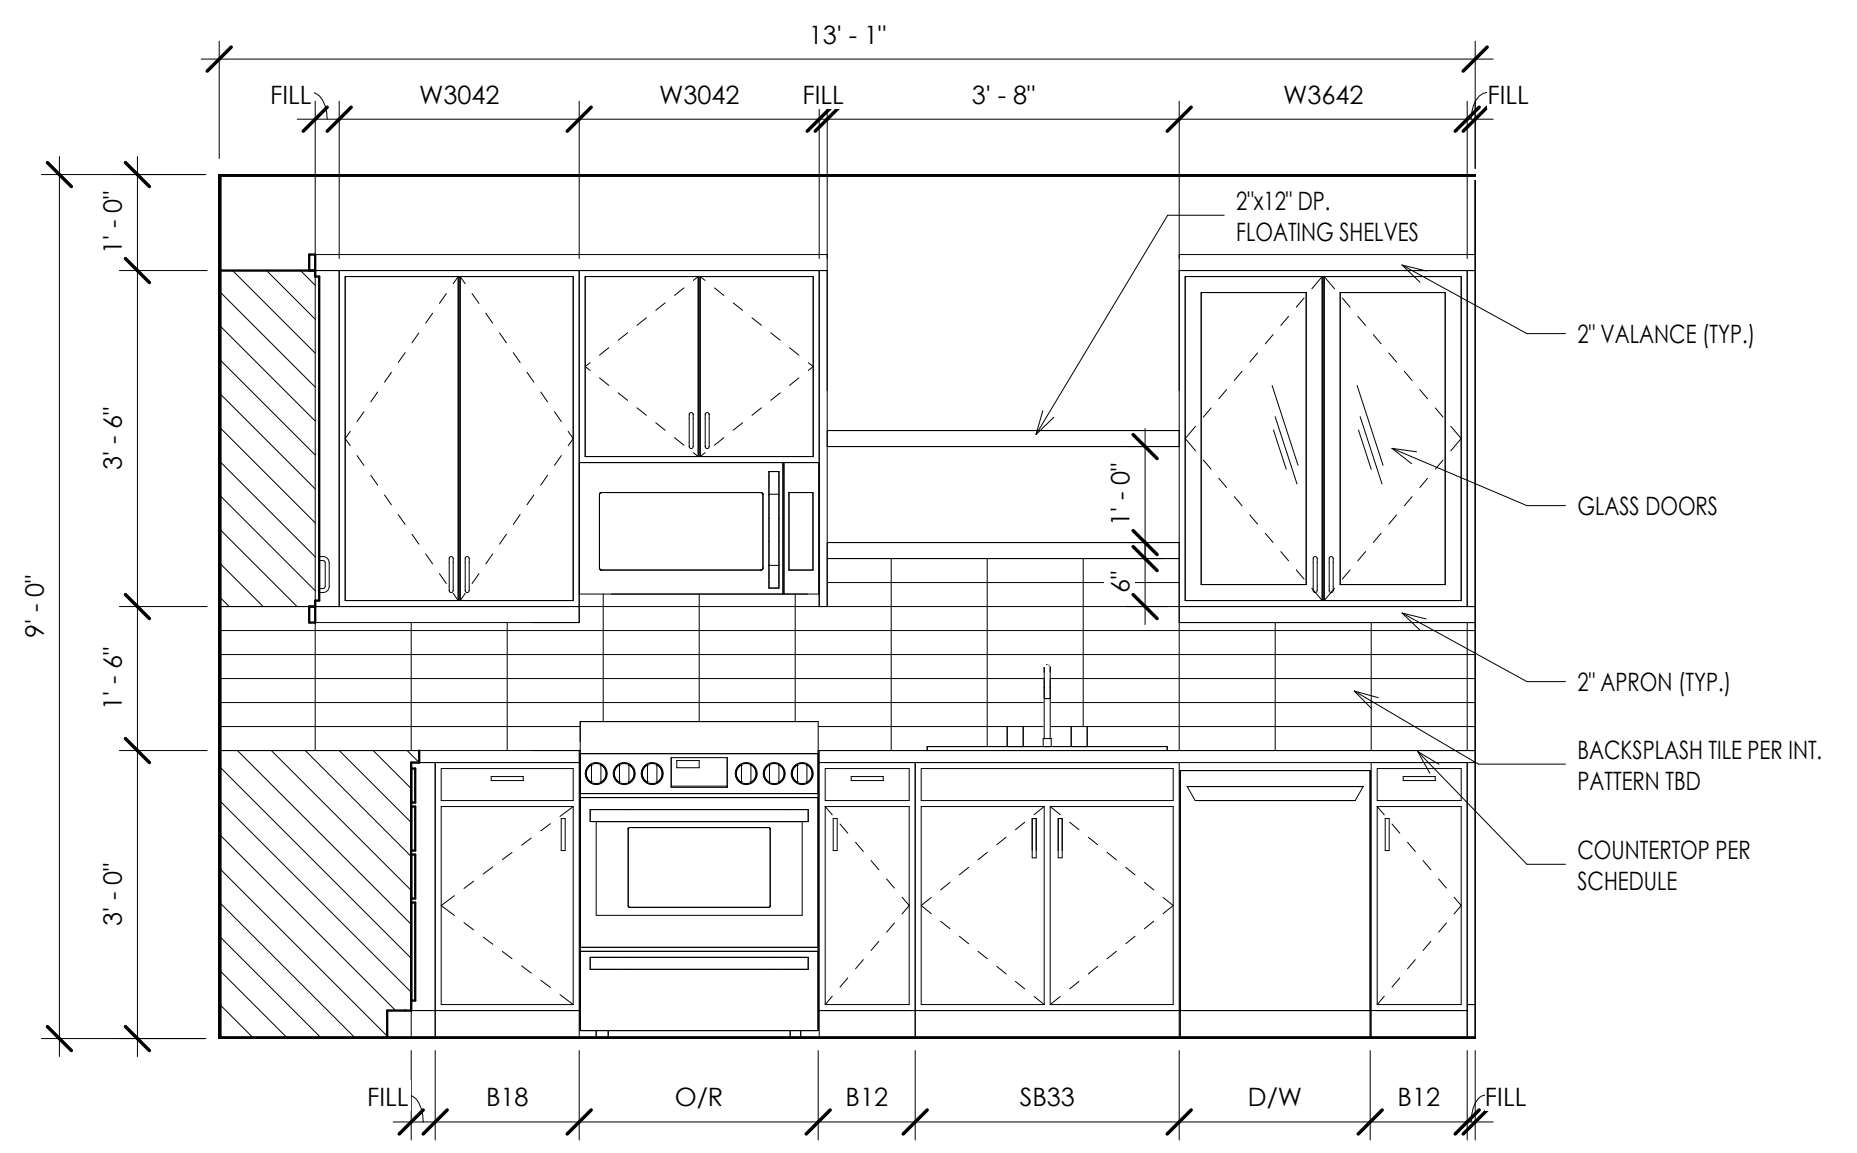 13' - 1"
FILL W3042 W3042 FILL 3' - 8" W3642 FILL
1' - 0"
2"x12" DP.
FLOATING SHELVES
2" VALANCE (TYP.)
3' - 6"
1' - 0"
GLASS DOORS
9' - 0"
6"
1' - 6"
2" APRON (TYP.)
BACKSPLASH TILE PER INT.
PATTERN TBD
3' - 0"
COUNTERTOP PER
SCHEDULE
FILL B18 O/R B12 SB33 D/W B12 FILL